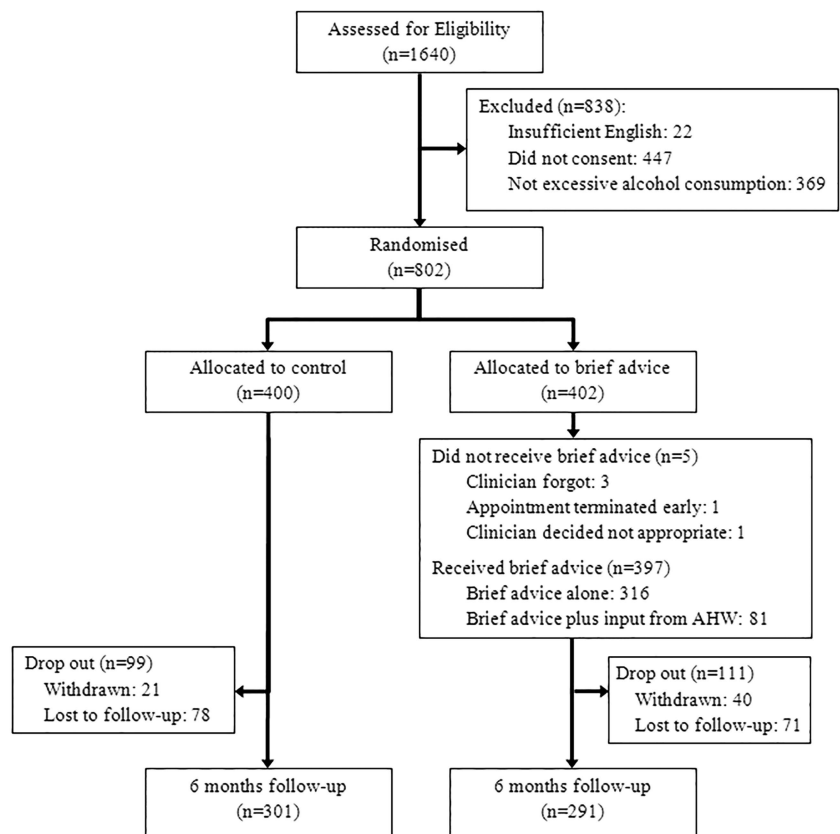 Assessed for Eligibility
(n=1640)
Excluded (n=838):
Insufficient English: 22
Did not consent: 447
Not excessive alcohol consumption: 369
Randomised
(n=802)
Allocated to control
(n=400)
Allocated to brief advice
(n=402)
Did not receive brief advice (n=5)
Clinician forgot: 3
Appointment terminated early: 1
Clinician decided not appropriate: 1
Received brief advice (n=397)
Brief advice alone: 316
Brief advice plus input from AHW: 81
Drop out (n=99)
Withdrawn: 21
Lost to follow-up: 78
Drop out (n=111)
Withdrawn: 40
Lost to follow-up: 71
6 months follow-up
(n=301)
6 months follow-up
(n=291)